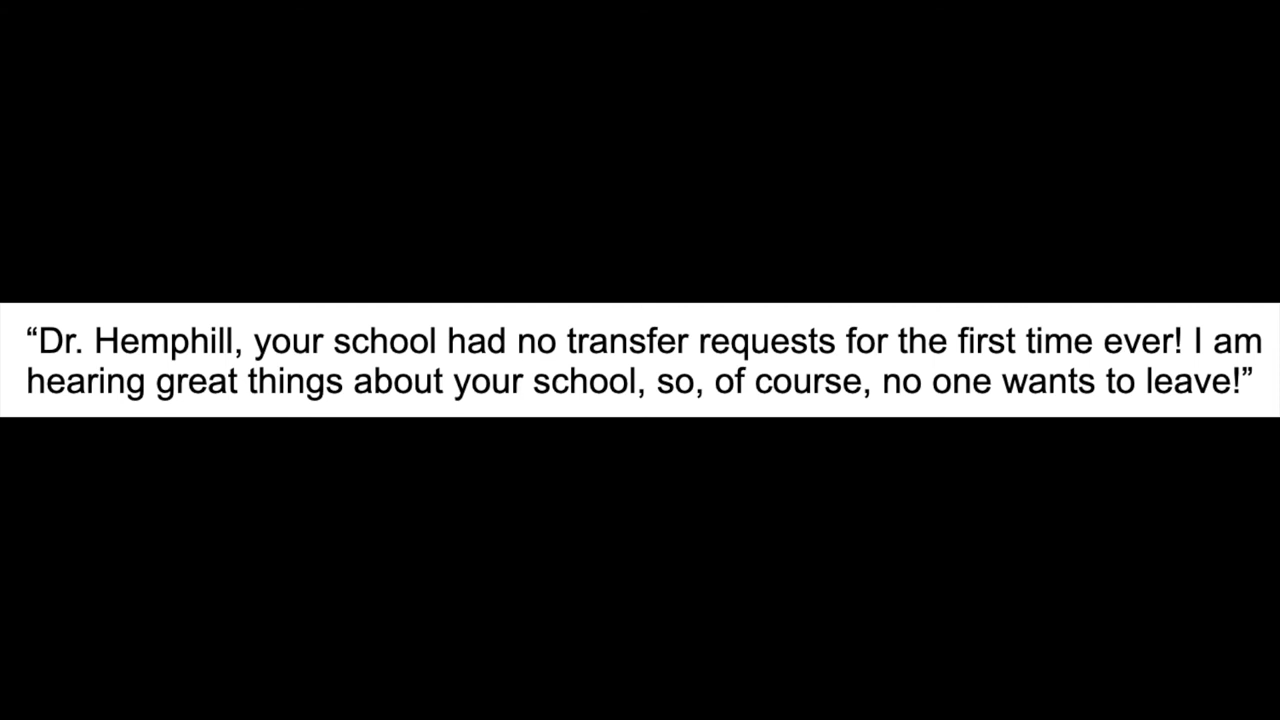 “Dr. Hemphill, your school had no transfer requests for the first time ever! I am
hearing great things about your school, so, of course, no one wants to leave!”